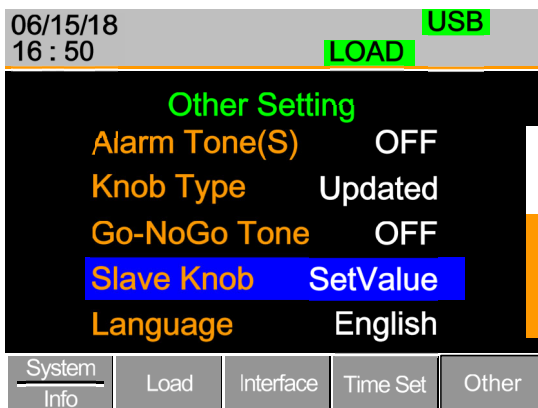 06/15/18 USB
16 : 50 LOAD
Other Setting
Alarm Tone(S) OFF
Knob Type Updated
Go-NoGo Tone OFF
Slave Knob SetValue
Language English
System Info Load Interface Time Set Other